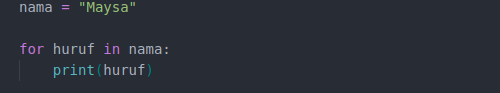 nama = "Maysa"
for huruf in nama:
    print(huruf)